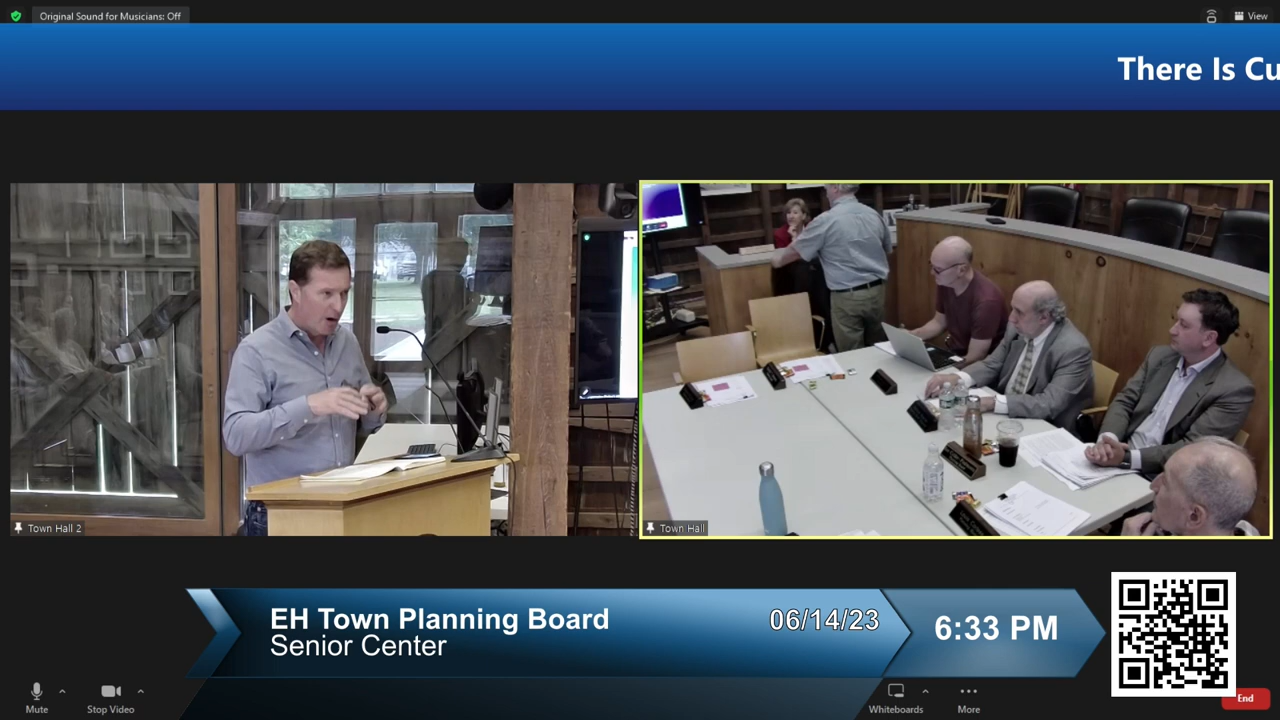 Original Sound for Musicians: Off
View
There Is Cu
Town Hall 2
Town Hall
EH Town Planning Board
06/14/23
6:33 PM
Senior Center
Mute
Stop Video
Whiteboards
More
End